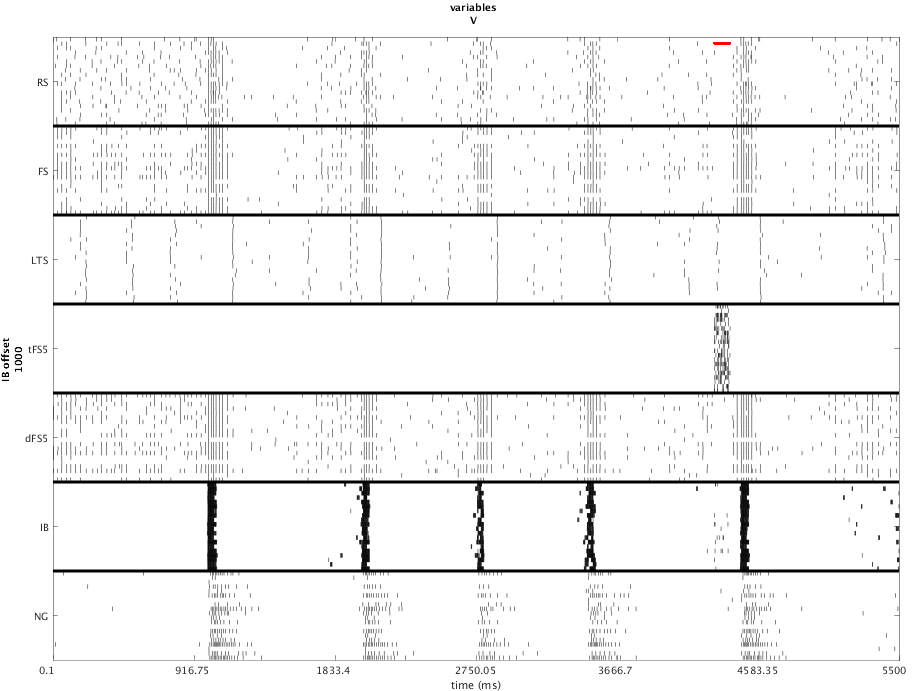 variables
V
RS
FS
LTS
tFS5
dFS5
IB
NG
IB offset
1000
0.1
916.75
1833.4
2750.05
3666.7
4583.35
5500
time (ms)